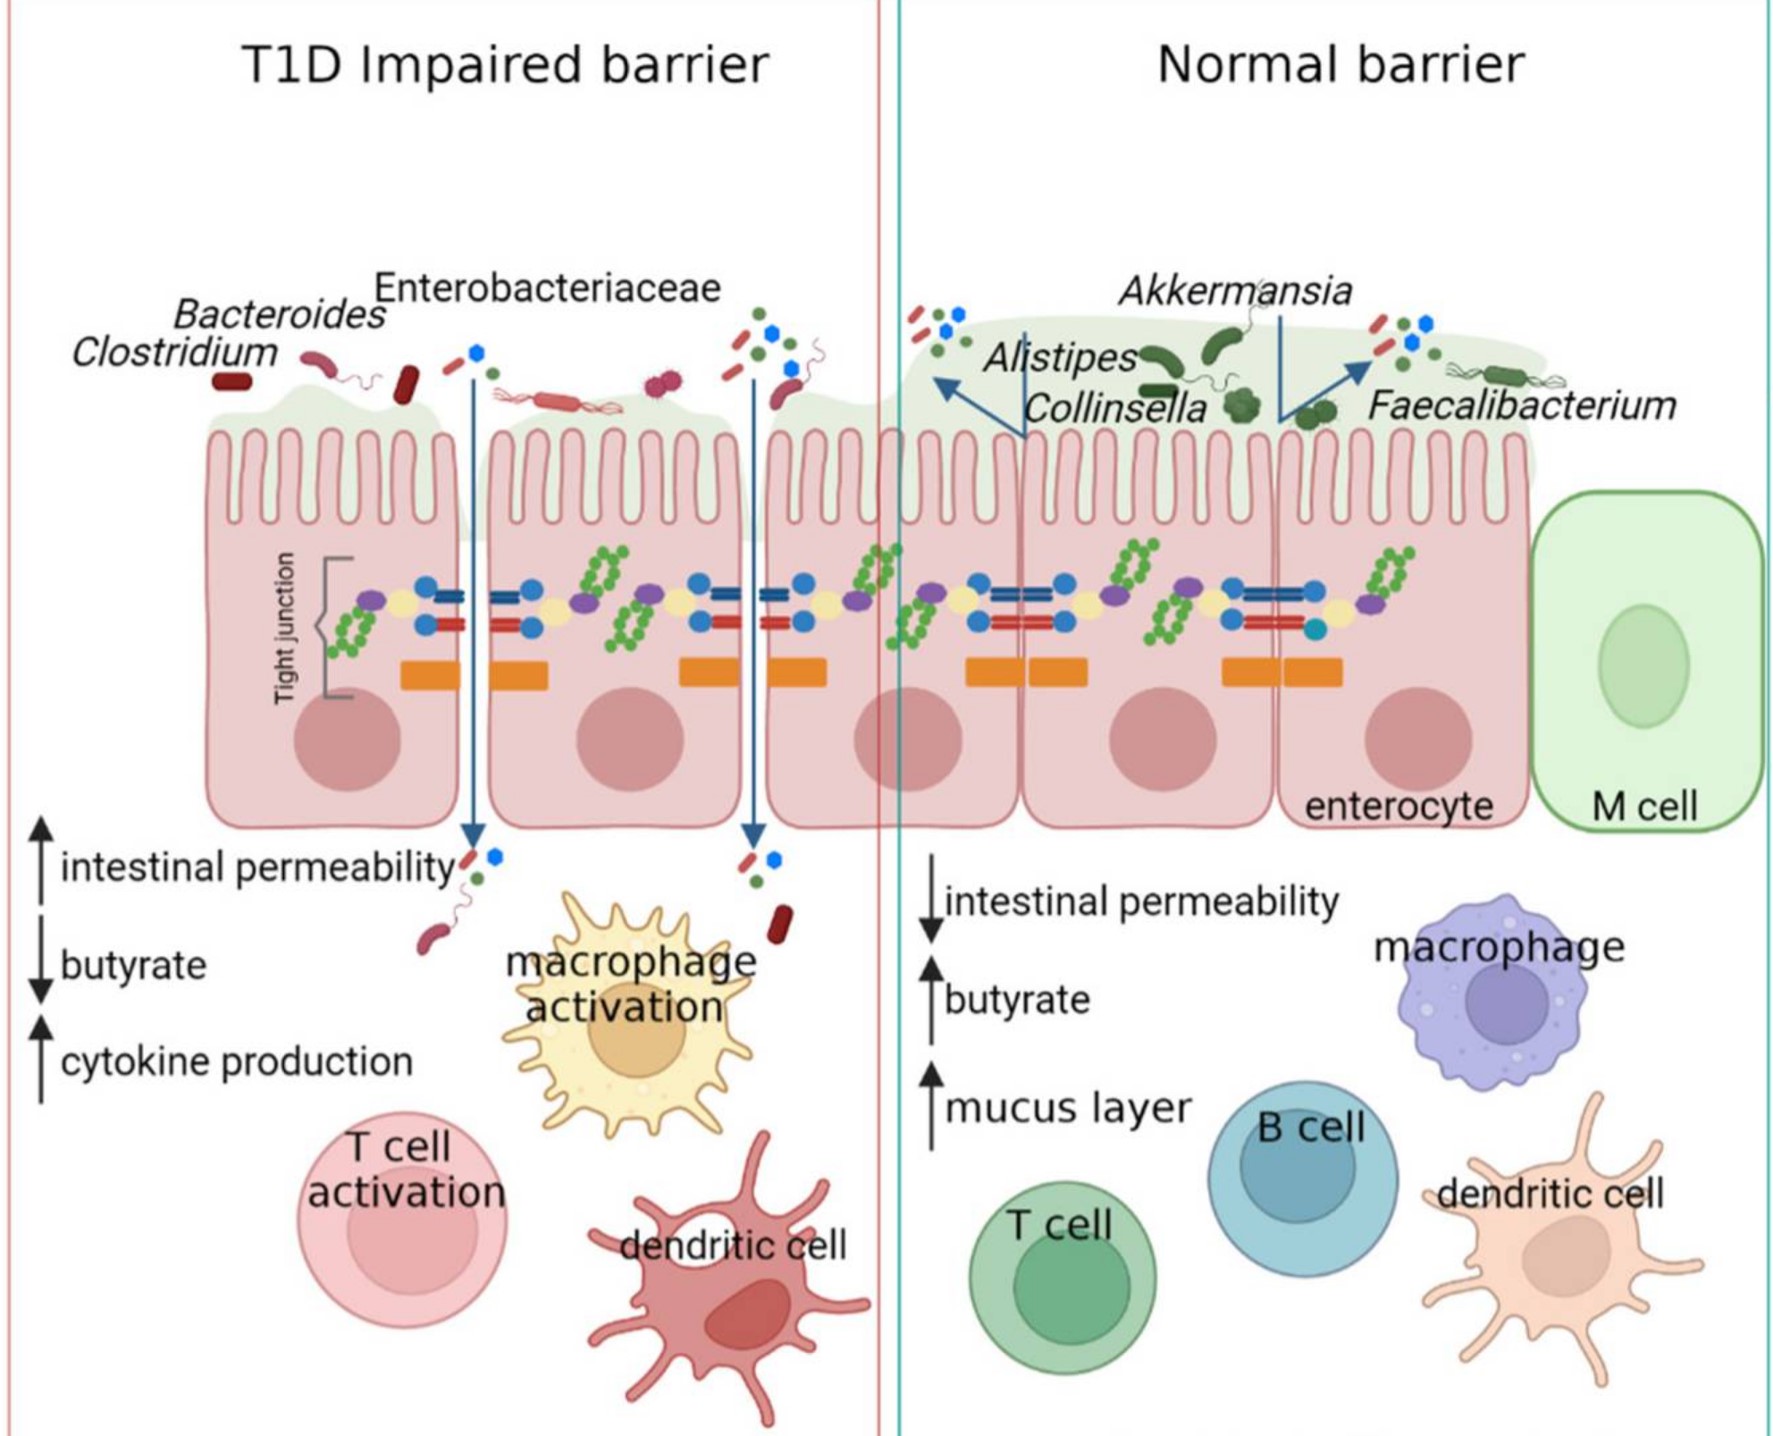 T1D Impaired barrier
Bacteroides
Enterobacteriaceae
Clostridium
Tight junction
intestinal permeability
butyrate
cytokine production
macrophage
activation
T cell
activation
dendritic cell
Normal barrier
Akkermansia
Alistipes
Collinsella
Faecalibacterium
enterocyte
M cell
intestinal permeability
butyrate
mucus layer
macrophage
B cell
T cell
dendritic cell